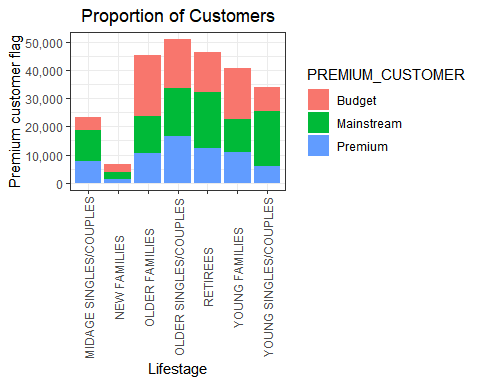 Proportion of Customers
Premium customer flag
50,000
40,000
30,000
20,000
10,000
0
MIDAGE SINGLES/COUPLES
NEW FAMILIES
OLDER FAMILIES
OLDER SINGLES/COUPLES
RETIREES
YOUNG FAMILIES
YOUNG SINGLES/COUPLES
Lifestage
PREMIUM_CUSTOMER
Budget
Mainstream
Premium